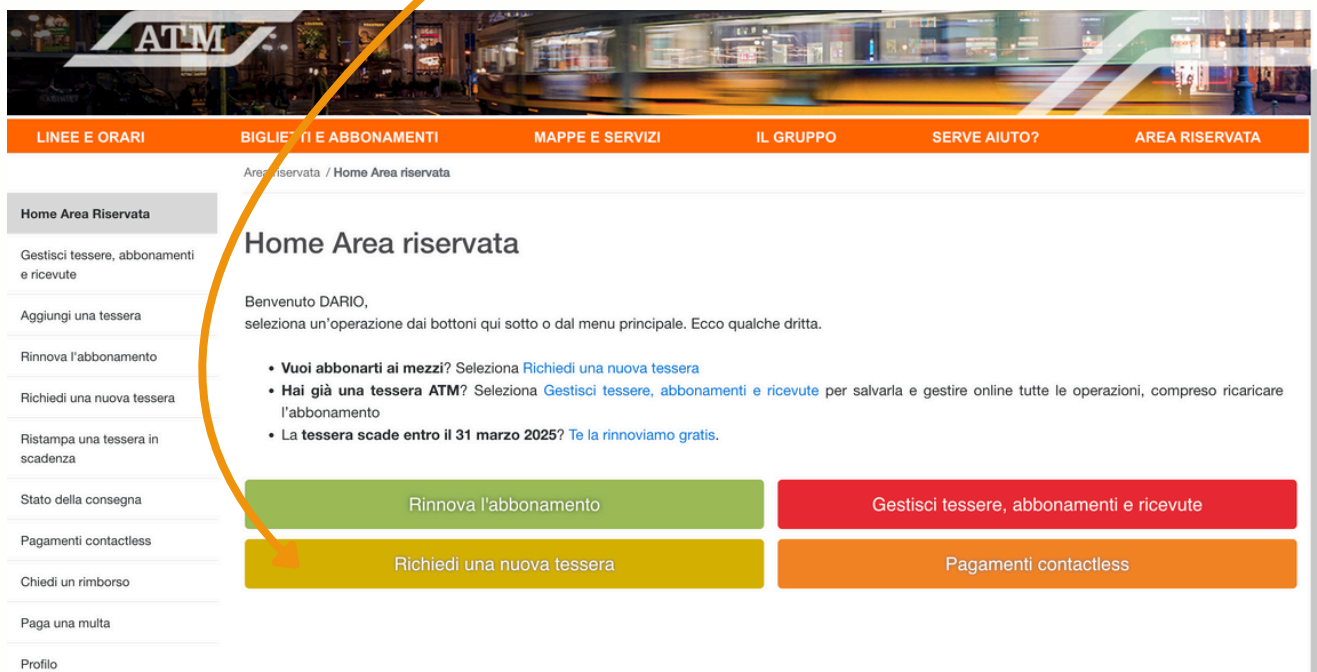 ATM
LINEE E ORARI
BIGLIETTI E ABBONAMENTI
MAPPE E SERVIZI
IL GRUPPO
SERVE AIUTO?
AREA RISERVATA
Area riservata / Home Area riservata
Home Area Riservata
Gestisci tessere, abbonamenti
e ricevute
Aggiungi una tessera
Rinnova l'abbonamento
Richiedi una nuova tessera
Ristampa una tessera in
scadenza
Stato della consegna
Pagamenti contactless
Chiedi un rimborso
Paga una multa
Profilo
Home Area riservata
Benvenuto DARIO,
seleziona un'operazione dai bottoni qui sotto o dal menu principale. Ecco qualche dritta.
• Vuoi abbonarti ai mezzi? Seleziona Richiedi una nuova tessera
• Hai già una tessera ATM? Seleziona Gestisci tessere, abbonamenti e ricevute per salvarla e gestire online tutte le operazioni, compreso ricaricare
l'abbonamento
• La tessera scade entro il 31 marzo 2025? Te la rinnoviamo gratis.
Rinnova l'abbonamento
Gestisci tessere, abbonamenti e ricevute
Richiedi una nuova tessera
Pagamenti contactless